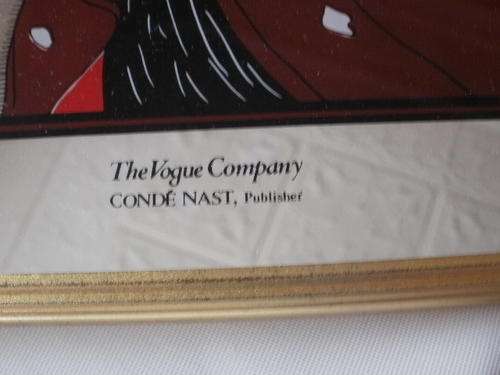 The Vogue Company
CONDÉ NAST, Publisher